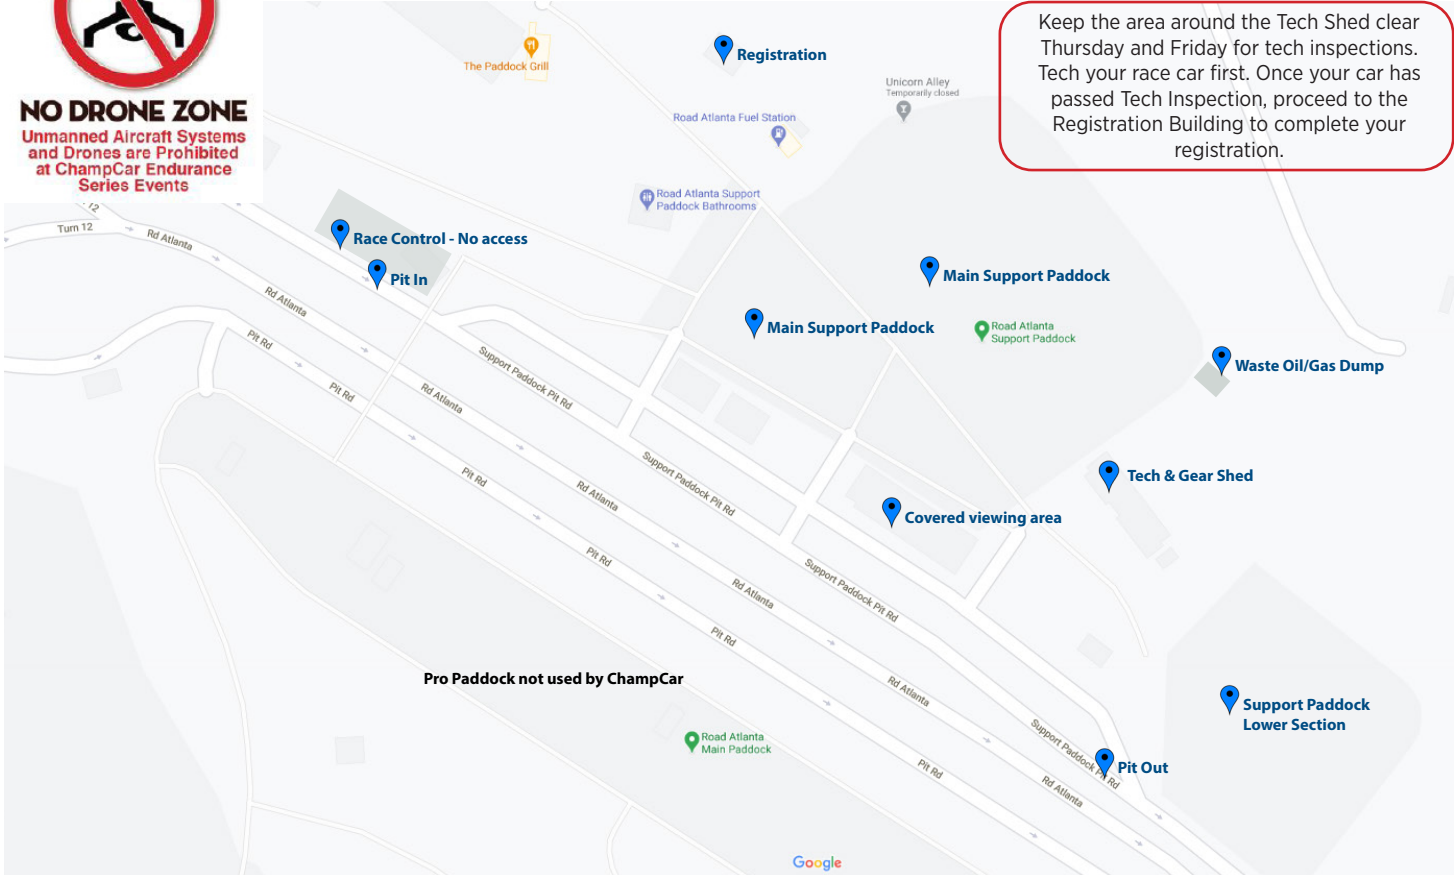 NO DRONE ZONE
Unmanned Aircraft Systems
and Drones are Prohibited
at ChampCar Endurance
Series Events
Keep the area around the Tech Shed clear
Thursday and Friday for tech inspections.
Tech your race car first. Once your car has
passed Tech Inspection, proceed to the
Registration Building to complete your
registration.
The Paddock Grill
Registration
Unicorn Alley
Temporarily closed
Road Atlanta Fuel Station
Road Atlanta Support
Paddock Bathrooms
12
Turn 12
Rd Atlanta
Race Control - No access
Pit In
Main Support Paddock
Main Support Paddock
Road Atlanta
Support Paddock
Rd Atlanta
Pit Rd
Support Paddock Pit Rd
Waste Oil/Gas Dump
Pit Rd
Rd Atlanta
Support Paddock Pit Rd
Pit Rd
Rd Atlanta
Tech & Gear Shed
Covered viewing area
Pit Rd
Rd Atlanta
Support Paddock Pit Rd
Pit Rd
Pro Paddock not used by ChampCar
Rd Atlanta
Support Paddock
Lower Section
Road Atlanta
Main Paddock
Support Paddock Pit Rd
Pit Rd
Pit Out
Rd Atlanta
Google